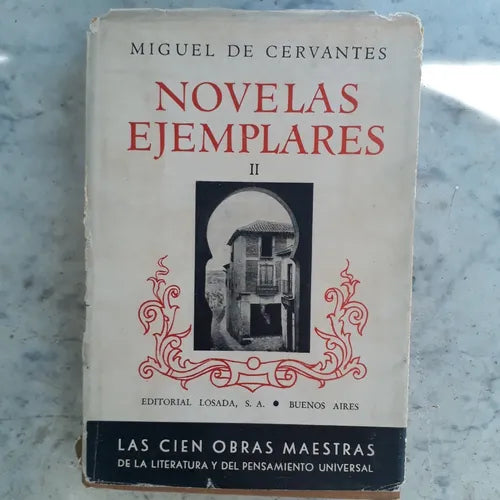 MIGUEL DE CERVANTES
NOVELAS
EJEMPLARES
II
EDITORIAL LOSADA, S. A. • BUENOS AIRES
LAS CIEN OBRAS MAESTRAS
DE LA LITERATURA Y DEL PENSAMIENTO UNIVERSAL